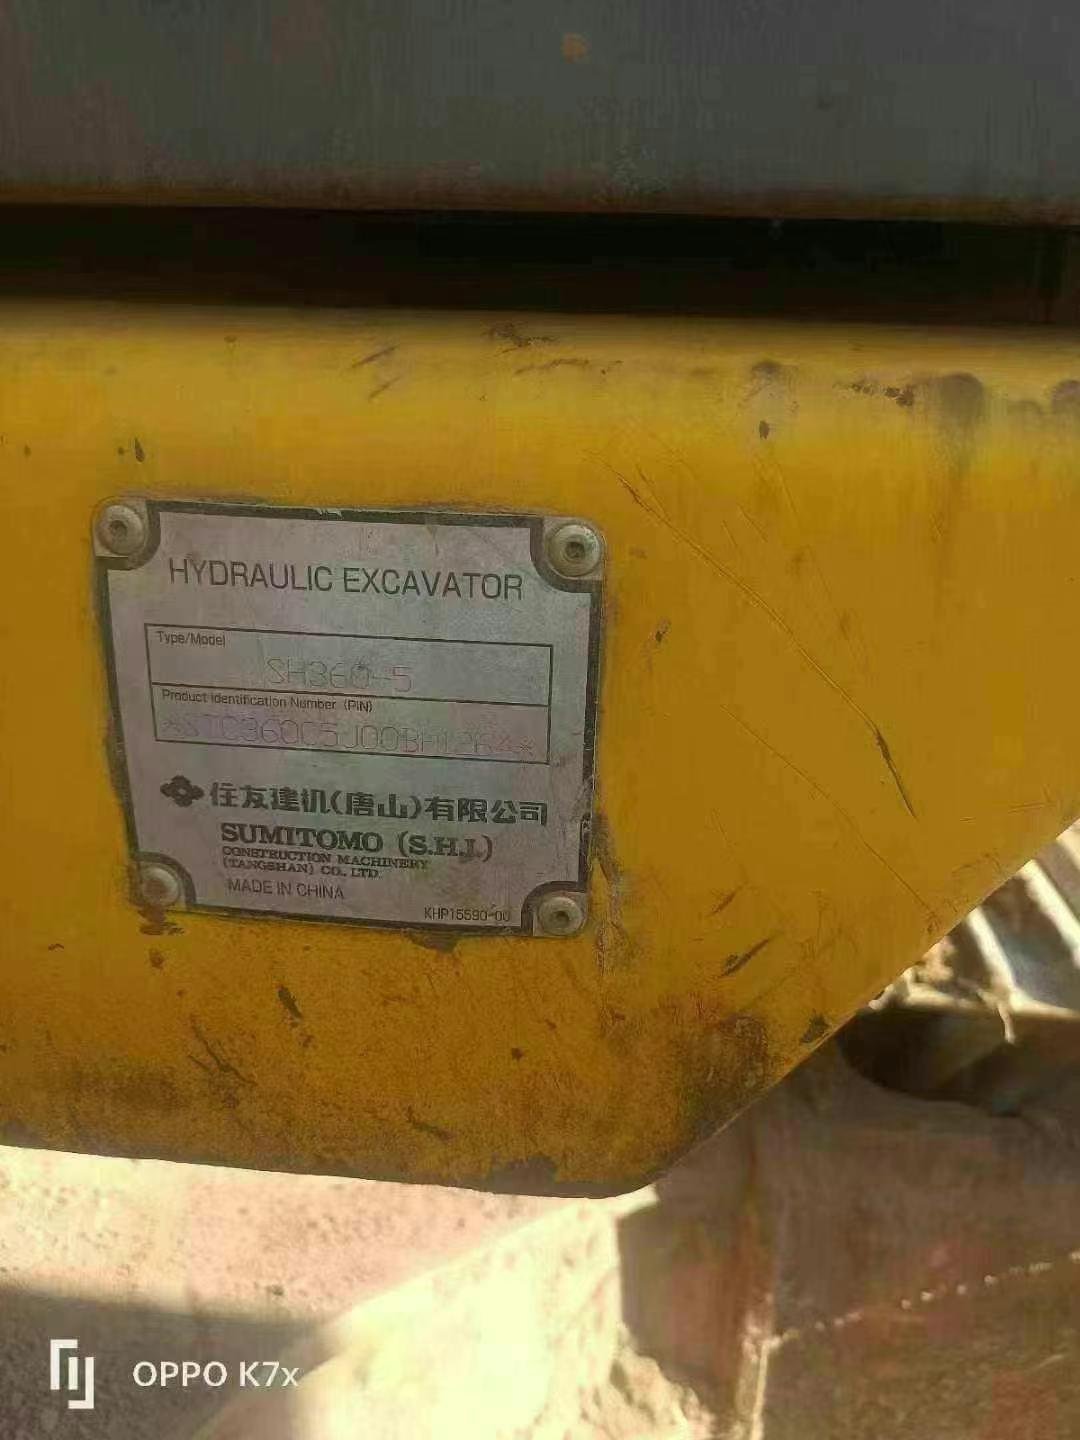 HYDRAULIC EXCAVATOR
Type/Model
SH360-5
Product Identification Number (PIN)
住友建机(唐山)有限公司
SUMITOMO (S.H.I.)
CONSTRUCTION MACHINERY
(TANGSHAN) CO., LTD.
MADE IN CHINA
KHP15590-00
OPPO K7x